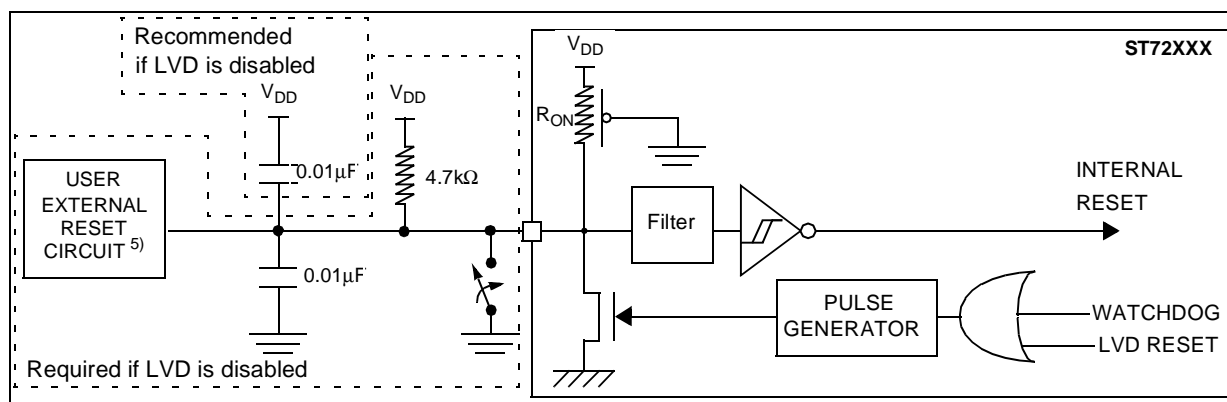 Recommended
if LVD is disabled
VDD
0.01μF
VDD
4.7kΩ
USER
EXTERNAL
RESET
CIRCUIT 5)
0.01μF
Required if LVD is disabled
ST72XXX
VDD
RON
Filter
INTERNAL
RESET
PULSE
GENERATOR
WATCHDOG
LVD RESET